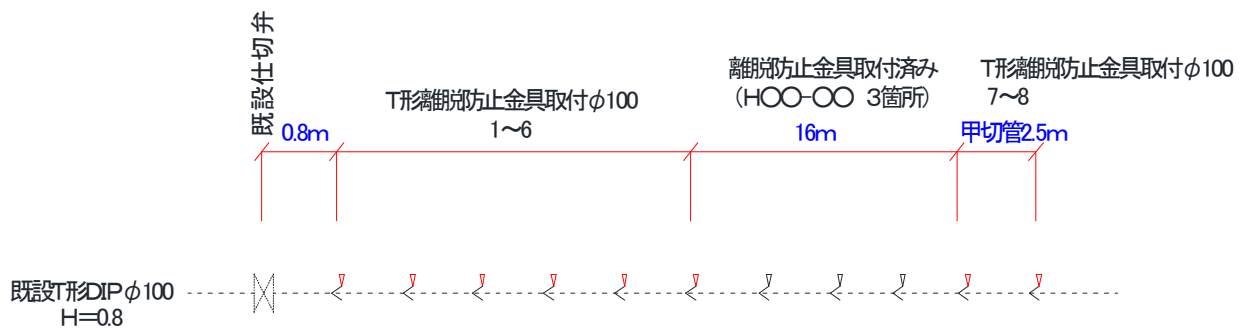 既設仕切弁
0.8m
T形離脱防止金具取付φ100
1～6
離脱防止金具取付済み
（H〇〇-〇〇 3箇所）
16m
T形離脱防止金具取付φ100
7～8
甲切管2.5m
既設T形DIPφ100
H=0.8